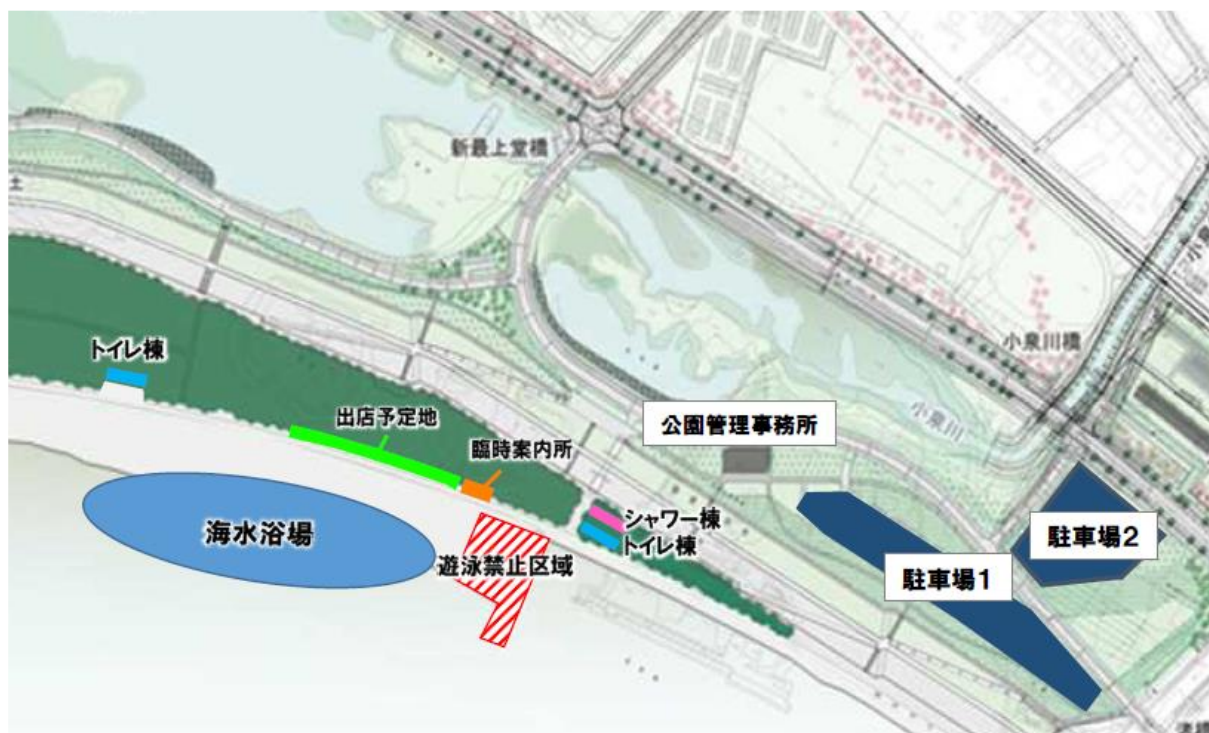 新最上堂橋
土
小泉川橋
トイレ棟
出店予定地
臨時案内所
公園管理事務所
小泉川
シャワー棟
トイレ棟
海水浴場
遊泳禁止区域
駐車場1
駐車場2